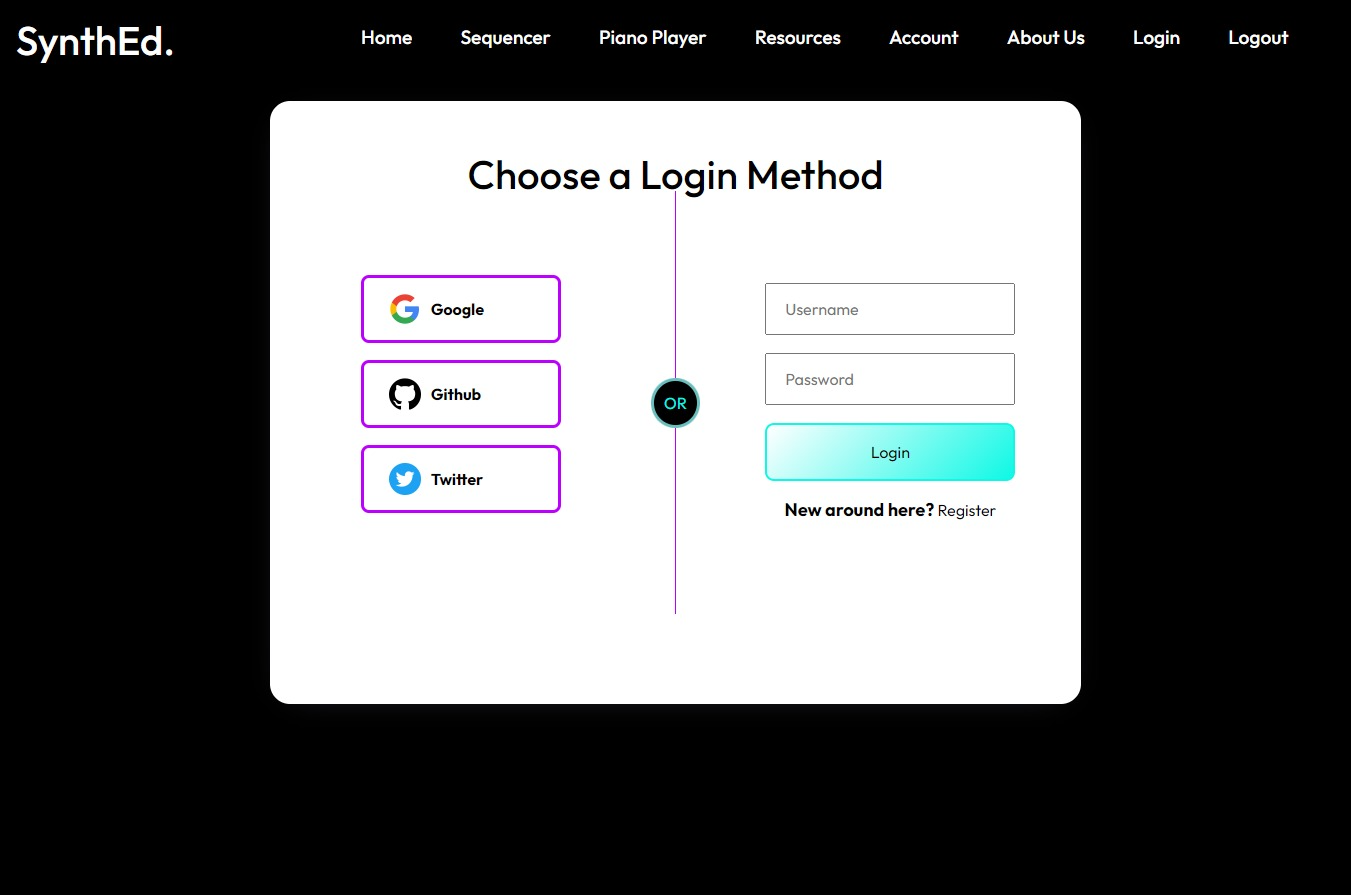 SynthEd.
Home Sequencer Piano Player Resources Account About Us Login Logout
Choose a Login Method
Google
Github
Twitter
OR
Username
Password
Login
New around here? Register